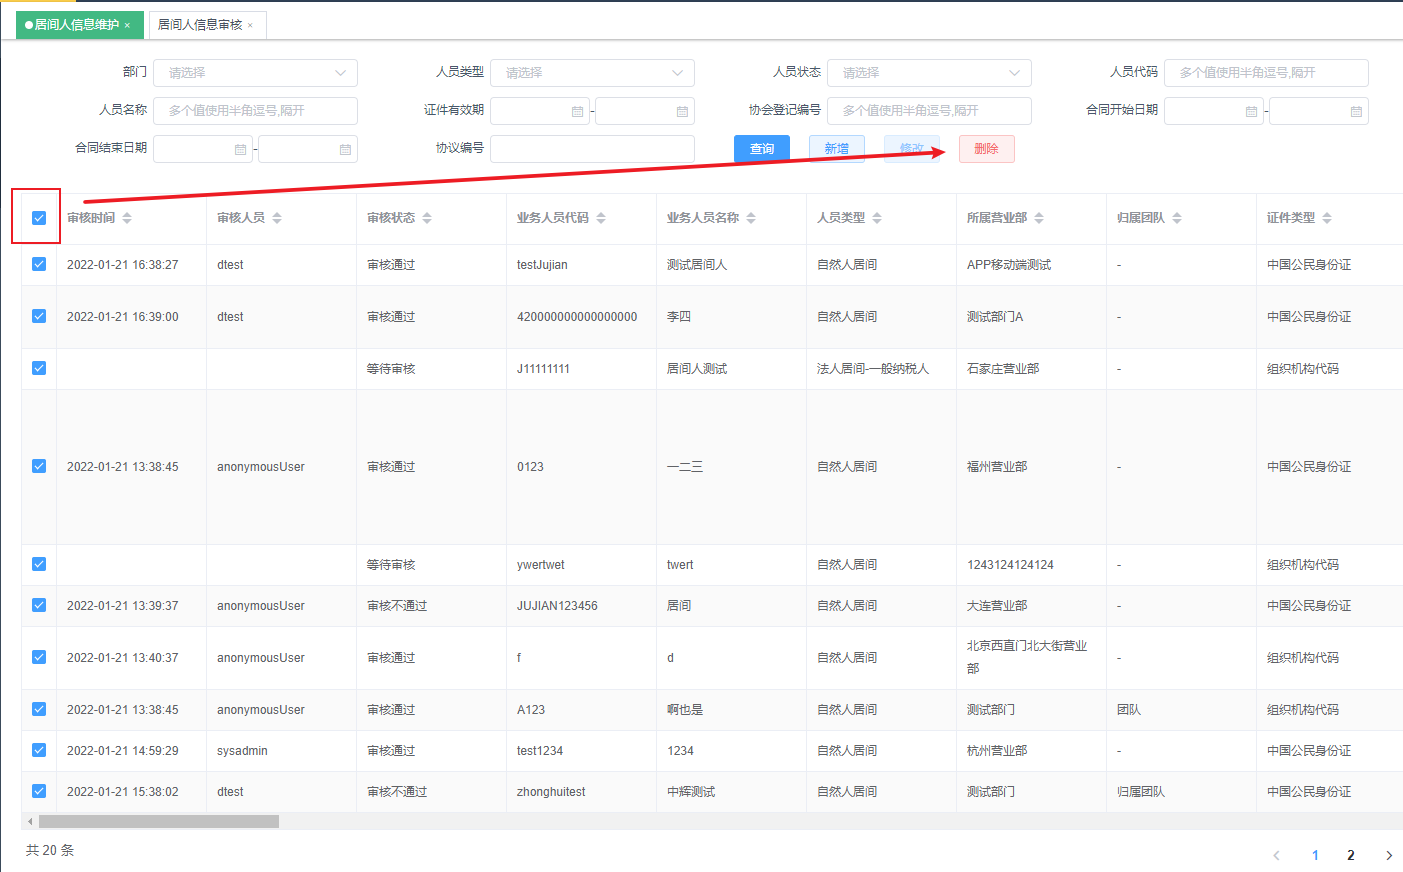 居间人信息维护 × 居间人信息审核 ×
部门 请选择 人员类型 请选择 人员状态 请选择 人员代码 多个值使用半角逗号,隔开
人员名称 多个值使用半角逗号,隔开 证件有效期 - 协会登记编号 多个值使用半角逗号,隔开 合同开始日期 -
合同结束日期 - 协议编号 查询 新增 修改 删除
审核时间 审核人员 审核状态 业务人员代码 业务人员名称 人员类型 所属营业部 归属团队 证件类型
2022-01-21 16:38:27 dtest 审核通过 testJujian 测试居间人 自然人居间 APP移动端测试 - 中国公民身份证
2022-01-21 16:39:00 dtest 审核通过 420000000000000000 李四 自然人居间 测试部门A - 中国公民身份证
等待审核 J11111111 居间人测试 法人居间-一般纳税人 石家庄营业部 - 组织机构代码
2022-01-21 13:38:45 anonymousUser 审核通过 0123 一二三 自然人居间 福州营业部 - 中国公民身份证
等待审核 ywertwet twert 自然人居间 1243124124124 - 组织机构代码
2022-01-21 13:39:37 anonymousUser 审核不通过 JUJIAN123456 居间 自然人居间 大连营业部 - 中国公民身份证
2022-01-21 13:40:37 anonymousUser 审核通过 f d 自然人居间 北京西直门北大街营业
部 - 组织机构代码
2022-01-21 13:38:45 anonymousUser 审核通过 A123 啊也是 自然人居间 测试部门 团队 组织机构代码
2022-01-21 14:59:29 sysadmin 审核通过 test1234 1234 自然人居间 杭州营业部 - 中国公民身份证
2022-01-21 15:38:02 dtest 审核不通过 zhonghuitest 中辉测试 自然人居间 测试部门 归属团队 中国公民身份证
共 20 条
1 2